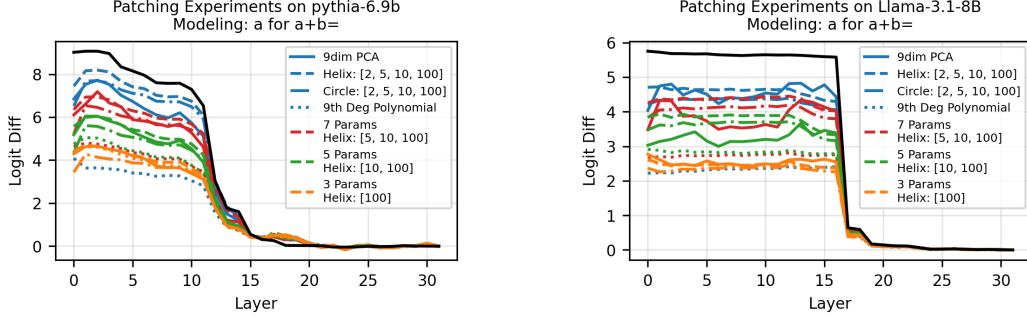 Patching Experiments on pythia-6.9b
Modeling: a for a+b=
Logit Diff
8
6
4
2
0
0 5 10 15 20 25 30
Layer
9dim PCA
Helix: [2, 5, 10, 100]
Circle: [2, 5, 10, 100]
9th Deg Polynomial
7 Params
Helix: [5, 10, 100]
5 Params
Helix: [10, 100]
3 Params
Helix: [100]
Patching Experiments on Llama-3.1-8B
Modeling: a for a+b=
Logit Diff
6
5
4
3
2
1
0
0 5 10 15 20 25 30
Layer
9dim PCA
Helix: [2, 5, 10, 100]
Circle: [2, 5, 10, 100]
9th Deg Polynomial
7 Params
Helix: [5, 10, 100]
5 Params
Helix: [10, 100]
3 Params
Helix: [100]